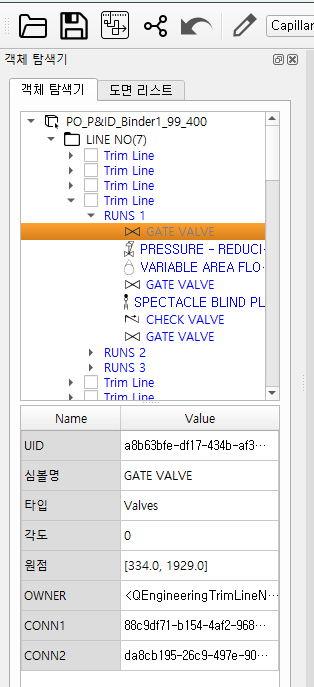 Capillar
객체 탐색기
객체 탐색기 도면 리스트
PO_P&ID_Binder1_99_400
LINE NO(7)
Trim Line
Trim Line
Trim Line
Trim Line
RUNS 1
GATE VALVE
PRESSURE - REDUCI
VARIABLE AREA FLO
GATE VALVE
SPECTACLE BLIND PL
CHECK VALVE
GATE VALVE
RUNS 2
RUNS 3
Trim Line
Trim Line
Name Value
UID a8b63bfe-df17-434b-af3…
심볼명 GATE VALVE
타입 Valves
각도 0
원점 [334.0, 1929.0]
OWNER <QEngineeringTrimLineN…
CONN1 88c9df71-b154-4af2-968…
CONN2 da8cb195-26c9-497e-90…